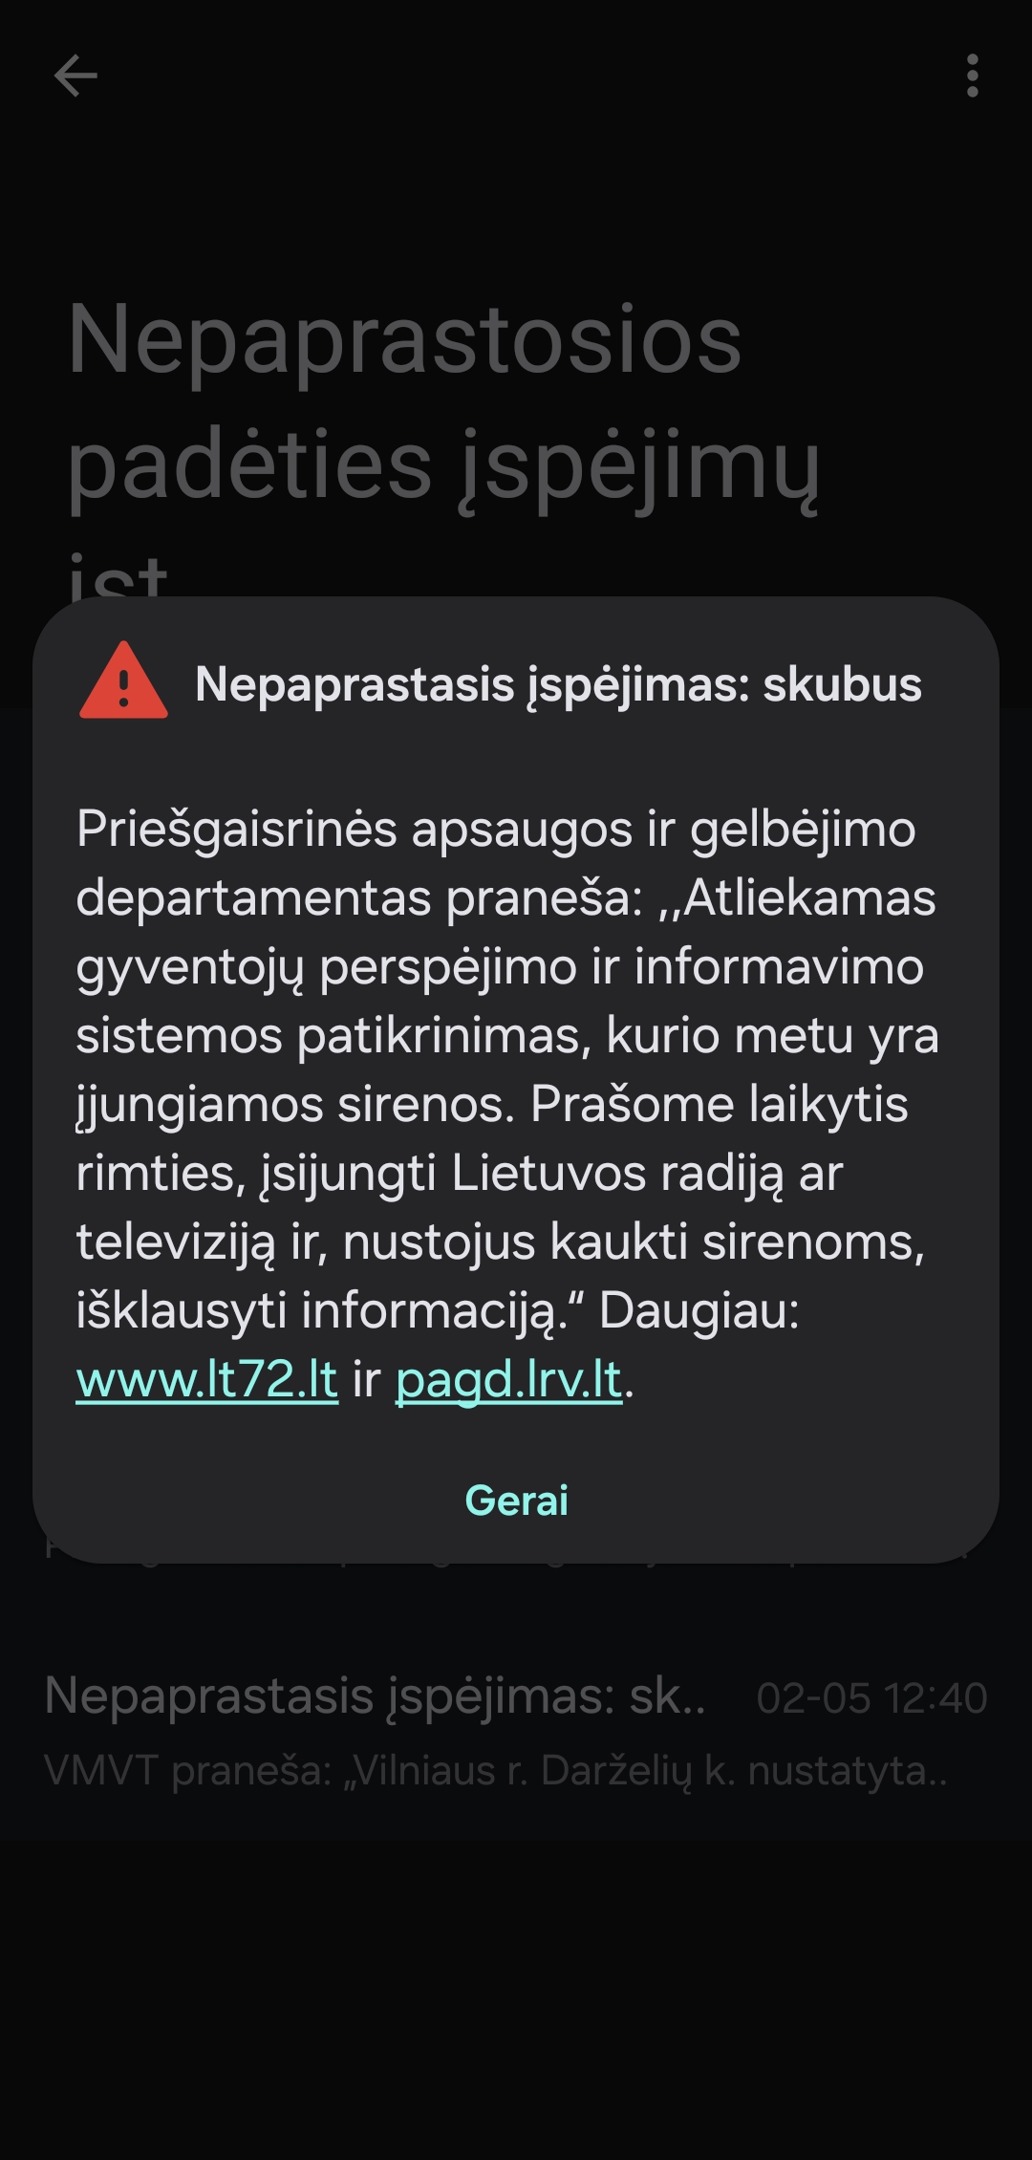 Nepaprastosios
padėties įspėjimų
ist
Nepaprastasis įspėjimas: skubus
Priešgaisrinės apsaugos ir gelbėjimo
departamentas praneša: ,,Atliekamas
gyventojų perspėjimo ir informavimo
sistemos patikrinimas, kurio metu yra
įjungiamos sirenos. Prašome laikytis
rimties, įsijungti Lietuvos radiją ar
televiziją ir, nustojus kaukti sirenoms,
išklausyti informaciją.“ Daugiau:
www.lt72.lt ir pagd.lrv.lt.
Gerai
Nepaprastasis įspėjimas: sk.. 02-05 12:40
VMVT praneša: „Vilniaus r. Darželių k. nustatyta..